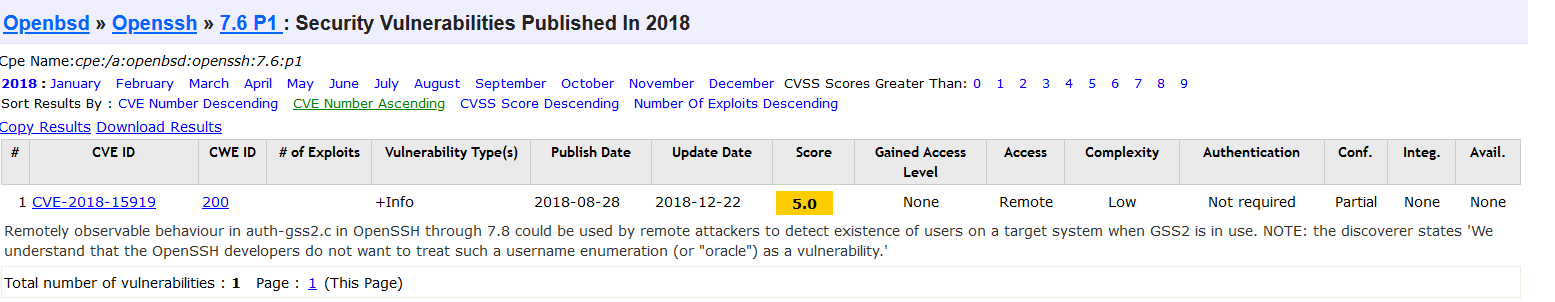 Openbsd » Openssh » 7.6 P1 : Security Vulnerabilities Published In 2018
Cpe Name:cpe:/a:openbsd:openssh:7.6:p1
2018 : January February March April May June July August September October November December CVSS Scores Greater Than: 0 1 2 3 4 5 6 7 8 9
Sort Results By : CVE Number Descending CVE Number Ascending CVSS Score Descending Number Of Exploits Descending
Copy Results Download Results
# CVE ID CWE ID # of Exploits Vulnerability Type(s) Publish Date Update Date Score Gained Access Level Access Complexity Authentication Conf. Integ. Avail.
1 CVE-2018-15919 200 +Info 2018-08-28 2018-12-22 5.0 None Remote Low Not required Partial None None
Remotely observable behaviour in auth-gss2.c in OpenSSH through 7.8 could be used by remote attackers to detect existence of users on a target system when GSS2 is in use. NOTE: the discoverer states 'We
understand that the OpenSSH developers do not want to treat such a username enumeration (or "oracle") as a vulnerability.'
Total number of vulnerabilities : 1 Page : 1 (This Page)